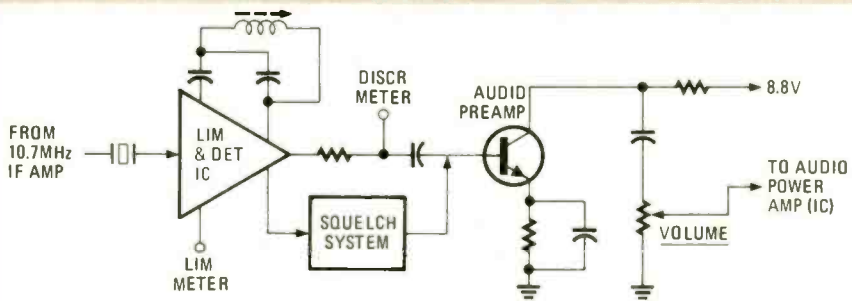 FROM
10.7MHz
IF AMP
LIM
& DET
IC
LIM
METER
SQUELCH
SYSTEM
DISCR
METER
AUDIO
PREAMP
8.8V
TO AUDIO
POWER
AMP (IC)
VOLUME